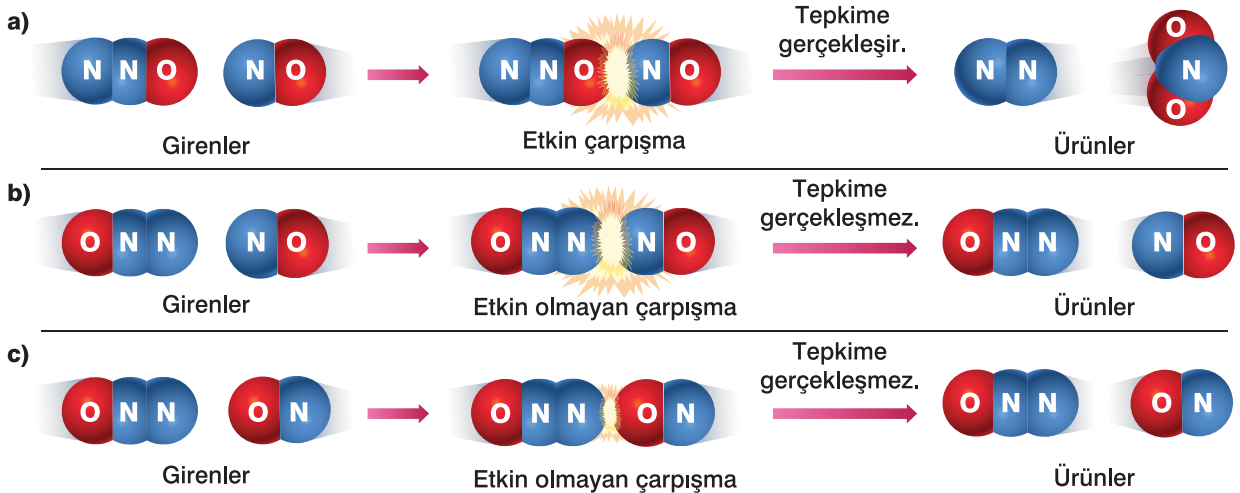 a)
N N O
N O
Girenler
N N O N O
Etkin çarpışma
Tepkime
gerçekleşir.
N N
O
N
O
Ürünler
b)
O N N
N O
Girenler
O N N N O
Etkin olmayan çarpışma
Tepkime
gerçekleşmez.
O N N
N O
Ürünler
c)
O N N
O N
Girenler
O N N O N
Etkin olmayan çarpışma
Tepkime
gerçekleşmez.
O N N
O N
Ürünler